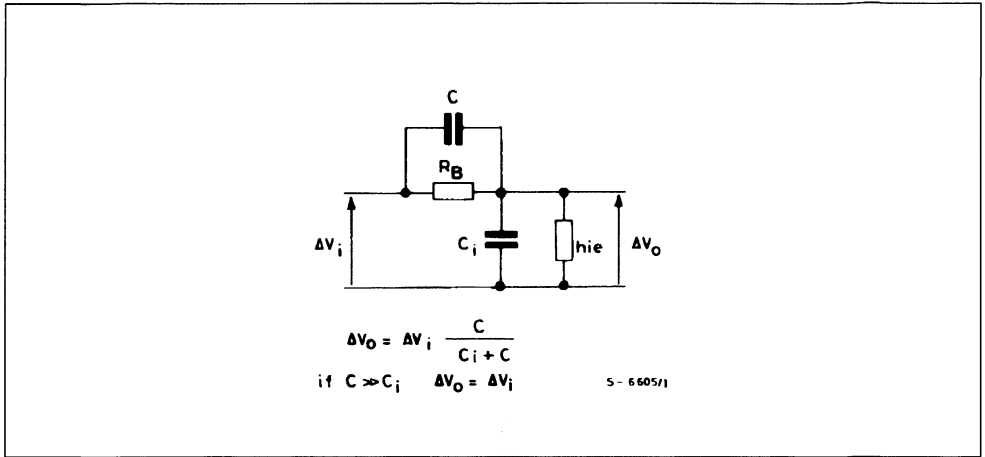 C
R_B
ΔV_i
C_i
hie
ΔV_o
ΔV_o = ΔV_i C / (C_i + C)
if C >> C_i ΔV_o = ΔV_i
S-6605/1